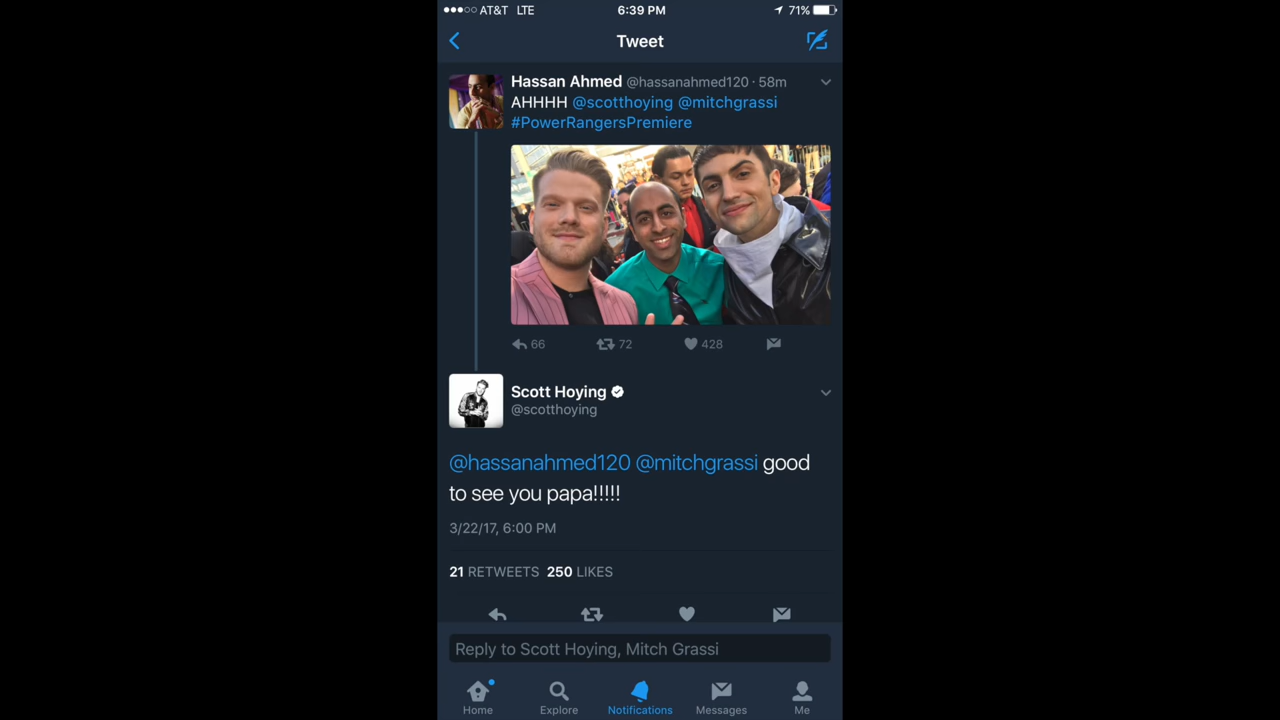 AT&T LTE 6:39 PM 71%
Tweet
Hassan Ahmed @hassanahmed120 · 58m
AHHHH @scotthoying @mitchgrassi
#PowerRangersPremiere
66 72 428
Scott Hoying
@scotthoying
@hassanahmed120 @mitchgrassi good
to see you papa!!!!!
3/22/17, 6:00 PM
21 RETWEETS 250 LIKES
Reply to Scott Hoying, Mitch Grassi
Home Explore Notifications Messages Me